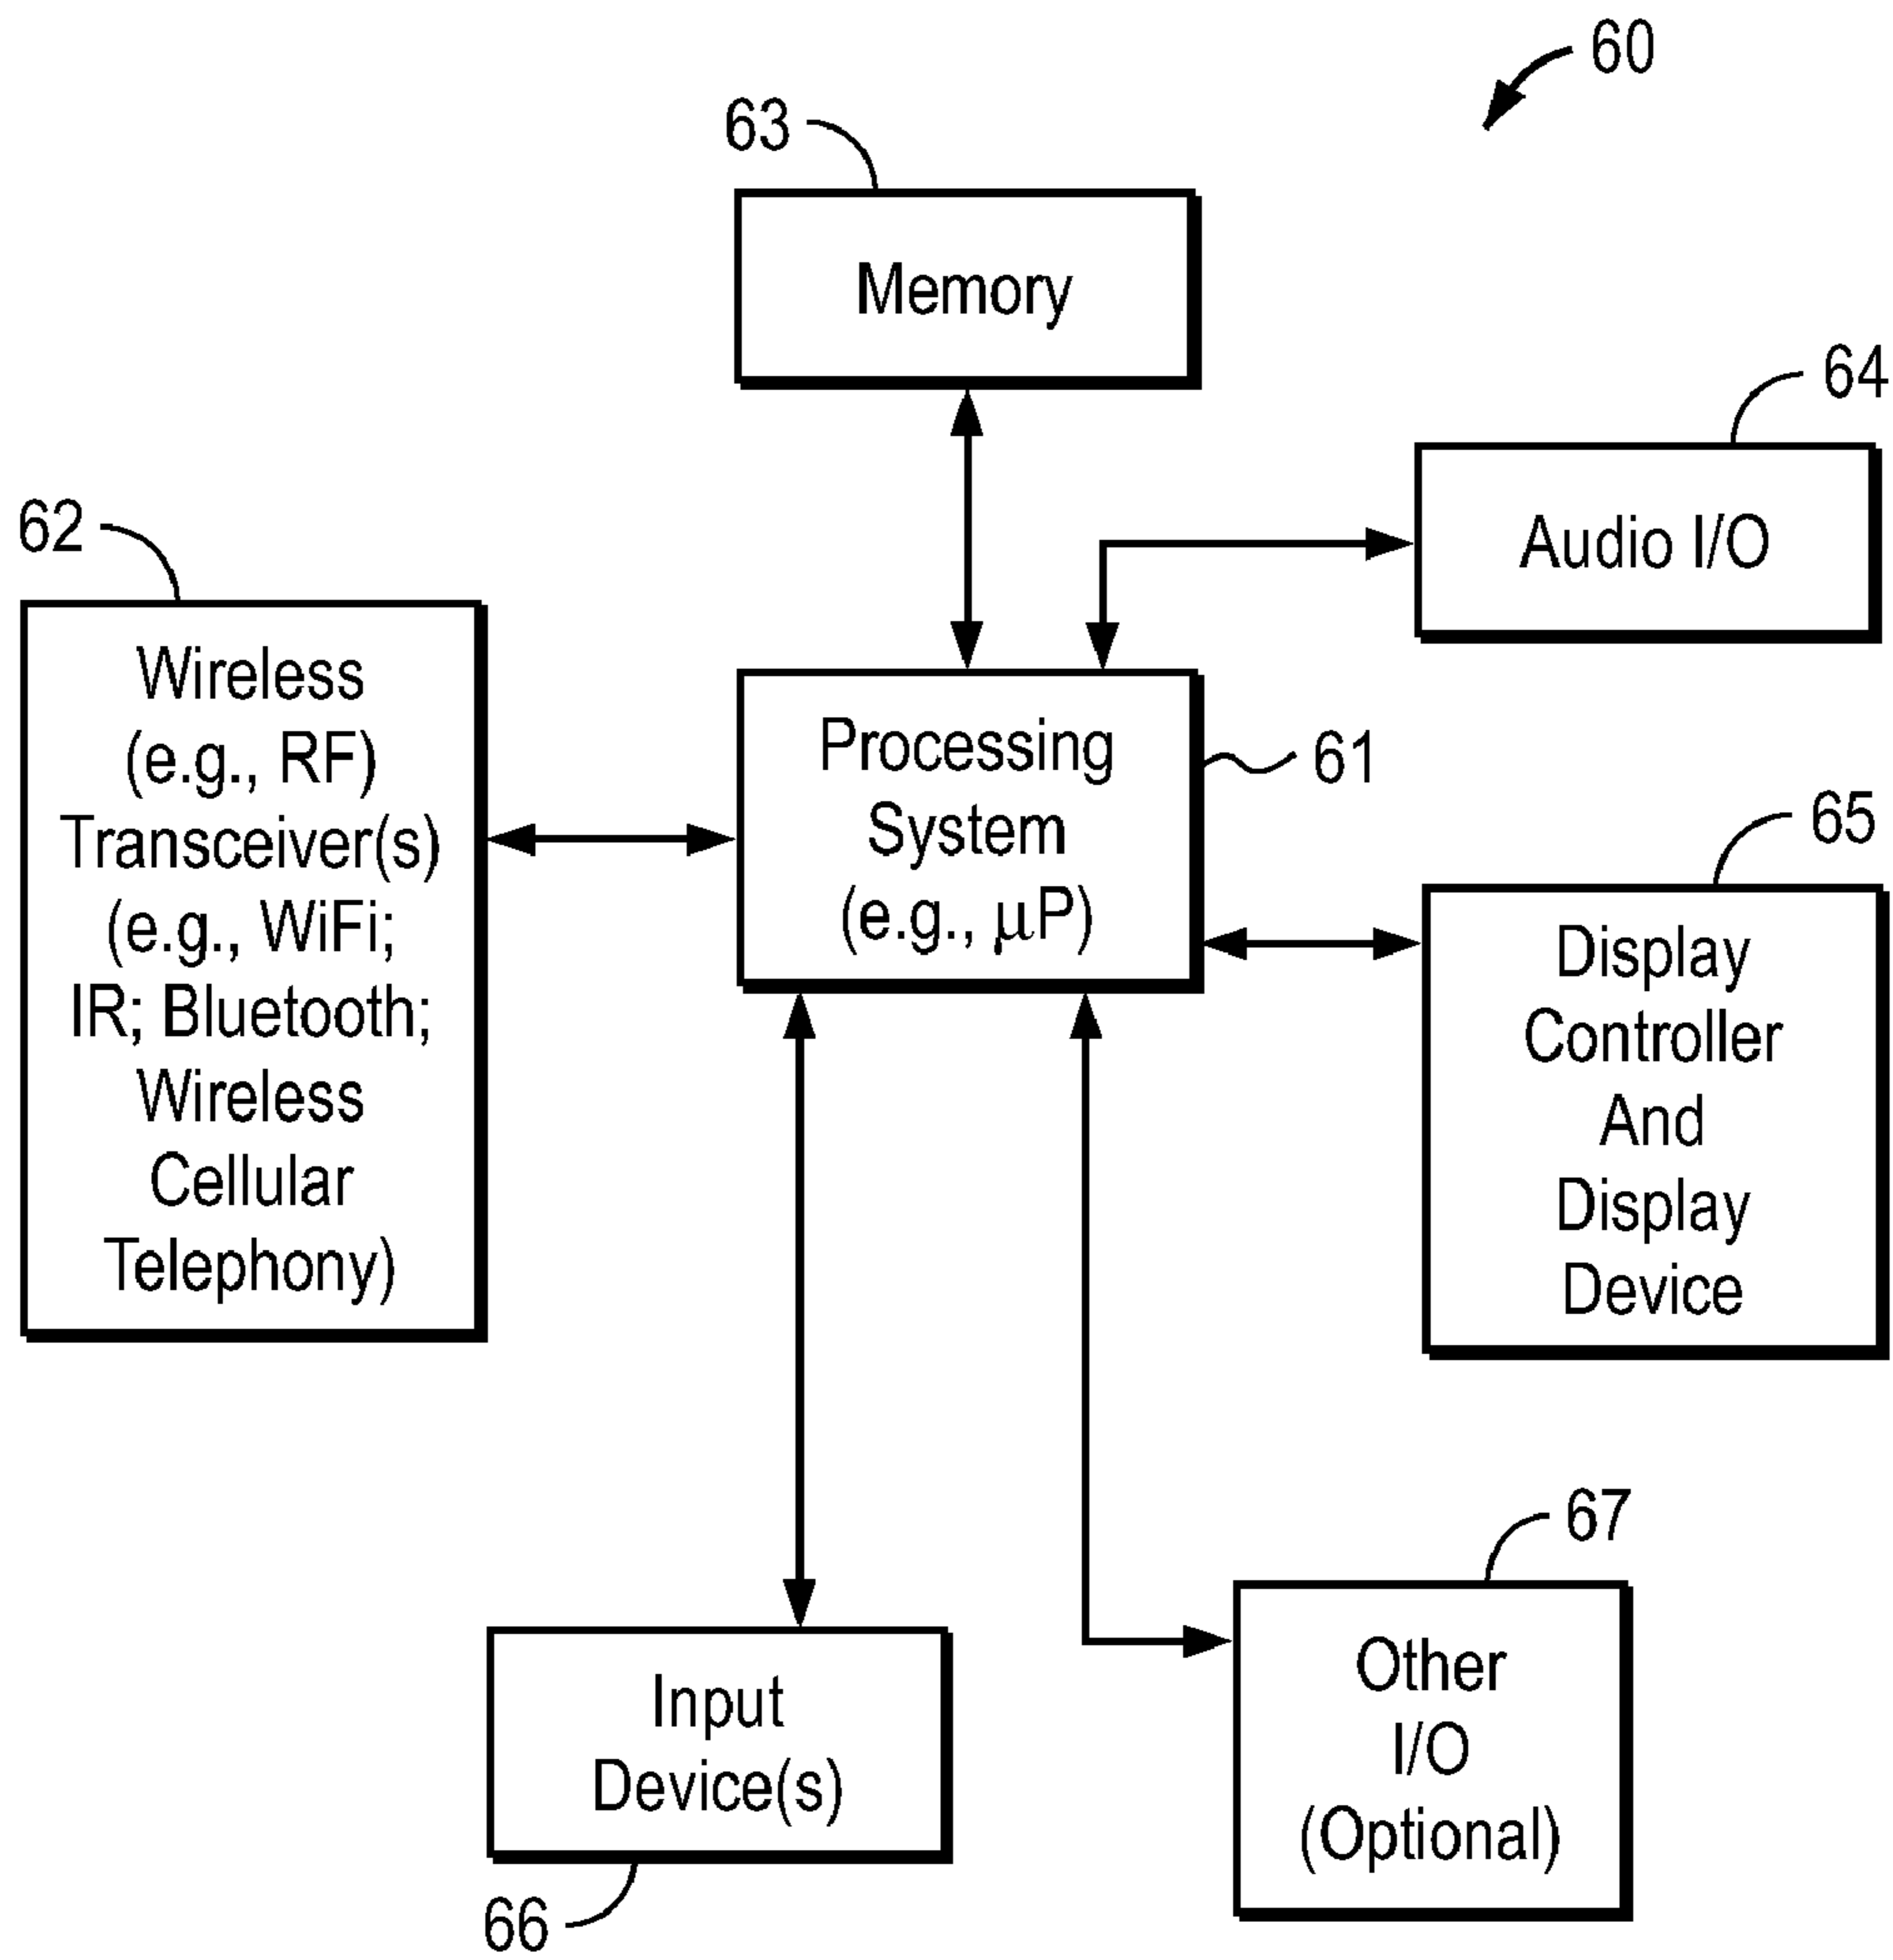 60
63
Memory
64
Audio I/O
62
Wireless
(e.g., RF)
Transceiver(s)
(e.g., WiFi;
IR; Bluetooth;
Wireless
Cellular
Telephony)
Processing
System
(e.g., μP)
61
65
Display
Controller
And
Display
Device
67
Other
I/O
(Optional)
Input
Device(s)
66